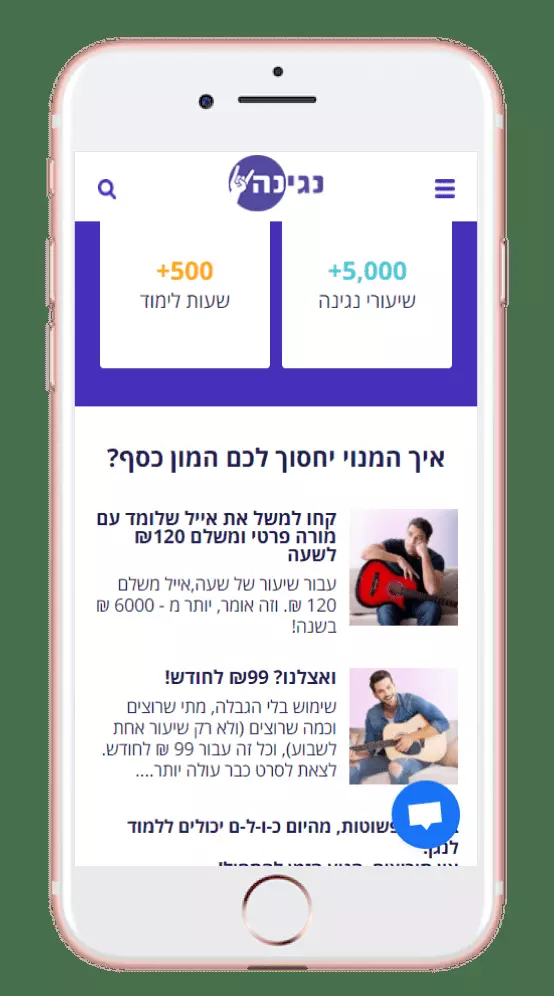 נגינה
5,000+
שיעורי נגינה
500+
שעות לימוד
איך המנוי יחסוך לכם המון כסף?
קחו למשל את אייל שלומד עם
מורה פרטי ומשלם 120₪
לשעה
עבור שיעור של שעה,אייל משלם
120 ₪. וזה אומר, יותר מ - 6000 ₪
בשנה!
ואצלנו? 99₪ לחודש!
שימוש בלי הגבלה, מתי שרוצים
וכמה שרוצים (ולא רק שיעור אחת
לשבוע), וכל זה עבור 99 ₪ לחודש.
לצאת לסרט כבר עולה יותר....
פשוטות, מהיום כ-ו-ל-ם יכולים ללמוד
לנגן.